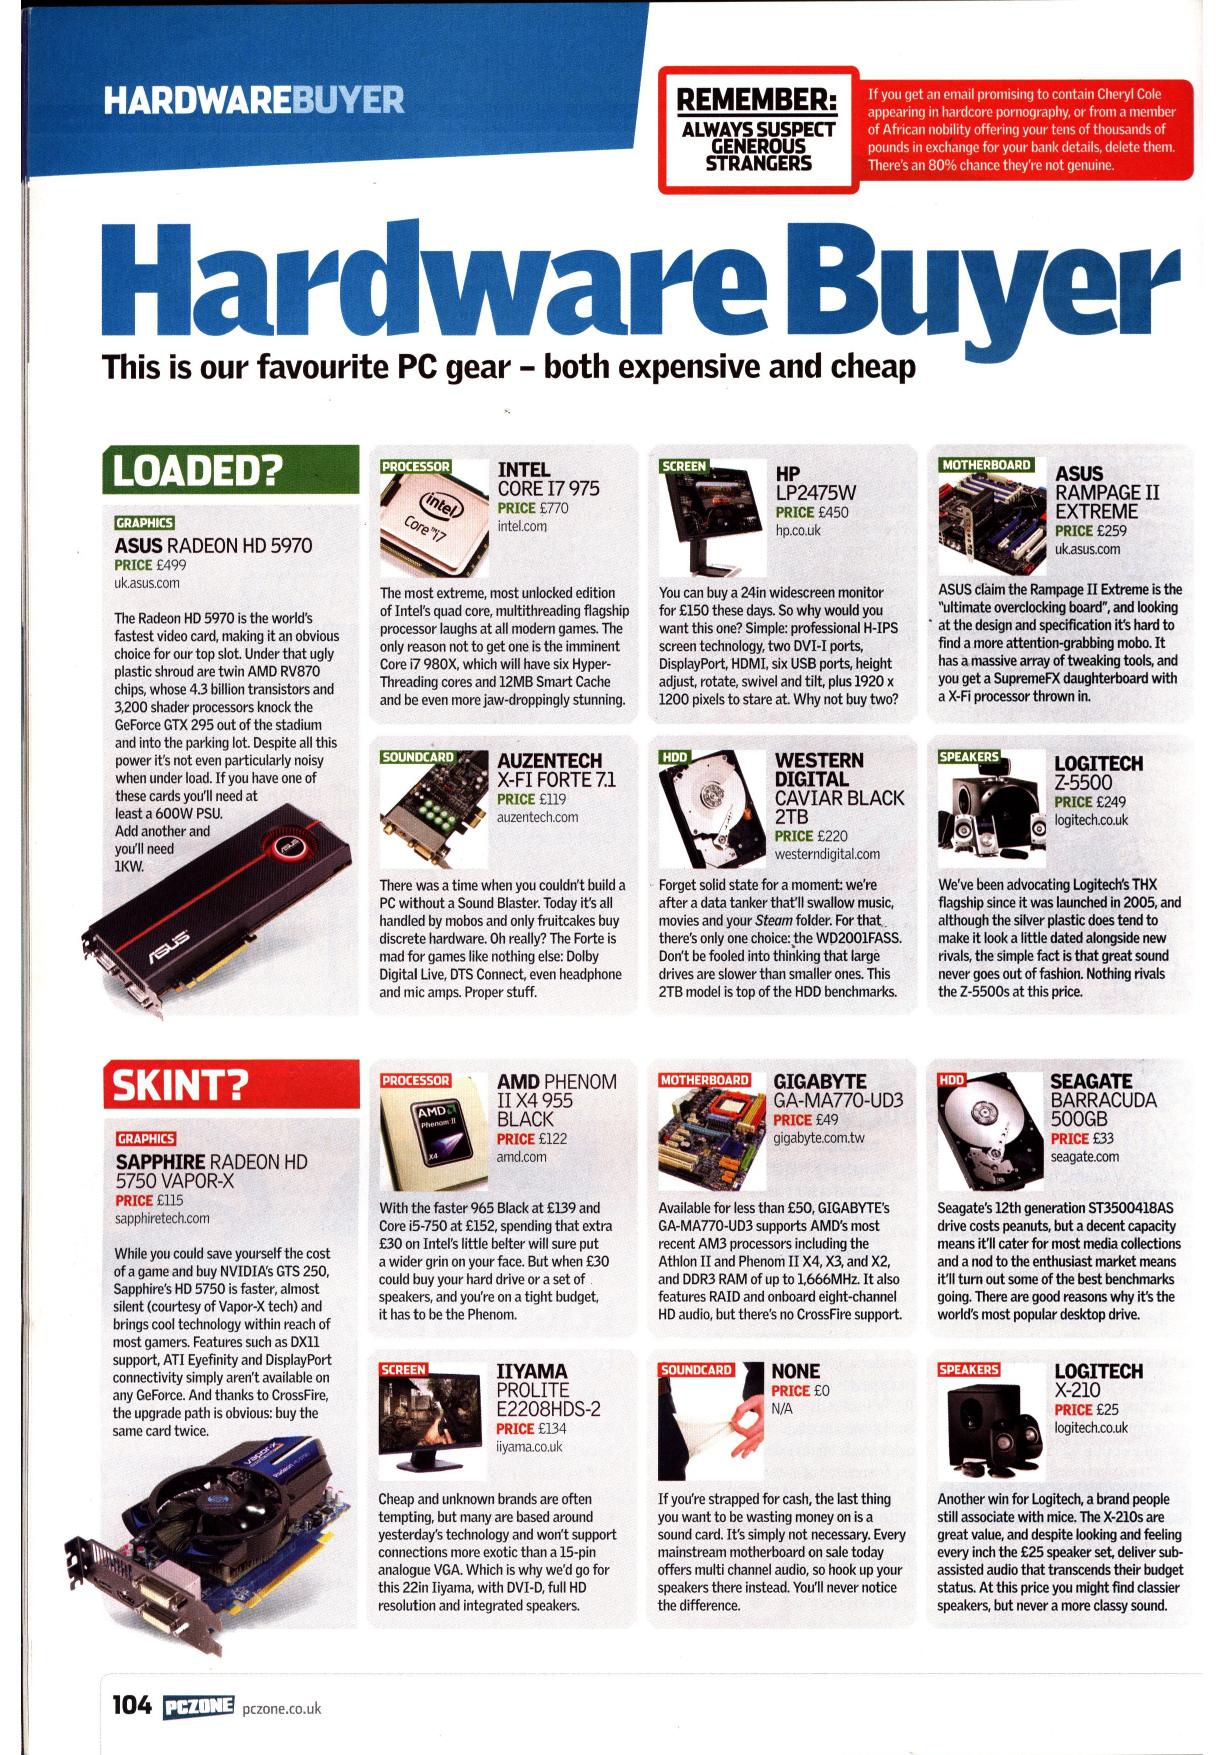 HARDWAREBUYER
REMEMBER:
ALWAYS SUSPECT
GENEROUS
STRANGERS
If you get an email promising to contain Cheryl Cole
appearing in hardcore pornography, or from a member
of African nobility offering your tens of thousands of
pounds in exchange for your bank details, delete them.
There's an 80% chance they're not genuine.
Hardware Buyer
This is our favourite PC gear – both expensive and cheap
LOADED?
GRAPHICS
ASUS RADEON HD 5970
PRICE £499
uk.asus.com
The Radeon HD 5970 is the world's
fastest video card, making it an obvious
choice for our top slot. Under that ugly
plastic shroud are twin AMD RV870
chips, whose 4.3 billion transistors and
3,200 shader processors knock the
GeForce GTX 295 out of the stadium
and into the parking lot. Despite all this
power it's not even particularly noisy
when under load. If you have one of
these cards you'll need at
least a 600W PSU.
Add another and
you'll need
1KW.
ASUS
ASUS
PROCESSOR
INTEL
CORE I7 975
PRICE £770
intel.com
intel
Core™i7
The most extreme, most unlocked edition
of Intel's quad core, multithreading flagship
processor laughs at all modern games. The
only reason not to get one is the imminent
Core i7 980X, which will have six Hyper-
Threading cores and 12MB Smart Cache
and be even more jaw-droppingly stunning.
SCREEN
HP
LP2475W
PRICE £450
hp.co.uk
You can buy a 24in widescreen monitor
for £150 these days. So why would you
want this one? Simple: professional H-IPS
screen technology, two DVI-I ports,
DisplayPort, HDMI, six USB ports, height
adjust, rotate, swivel and tilt, plus 1920 x
1200 pixels to stare at. Why not buy two?
MOTHERBOARD
ASUS
RAMPAGE II
EXTREME
PRICE £259
uk.asus.com
ASUS claim the Rampage II Extreme is the
"ultimate overclocking board", and looking
at the design and specification it's hard to
find a more attention-grabbing mobo. It
has a massive array of tweaking tools, and
you get a SupremeFX daughterboard with
a X-Fi processor thrown in.
SOUNDCARD
AUZENTECH
X-FI FORTE 7.1
PRICE £119
auzentech.com
There was a time when you couldn't build a
PC without a Sound Blaster. Today it's all
handled by mobos and only fruitcakes buy
discrete hardware. Oh really? The Forte is
mad for games like nothing else: Dolby
Digital Live, DTS Connect, even headphone
and mic amps. Proper stuff.
HDD
WESTERN
DIGITAL
CAVIAR BLACK
2TB
PRICE £220
westerndigital.com
Forget solid state for a moment: we're
after a data tanker that'll swallow music,
movies and your Steam folder. For that
there's only one choice: the WD2001FASS.
Don't be fooled into thinking that large
drives are slower than smaller ones. This
2TB model is top of the HDD benchmarks.
SPEAKERS
LOGITECH
Z-5500
PRICE £249
logitech.co.uk
We've been advocating Logitech's THX
flagship since it was launched in 2005, and
although the silver plastic does tend to
make it look a little dated alongside new
rivals, the simple fact is that great sound
never goes out of fashion. Nothing rivals
the Z-5500s at this price.
SKINT?
GRAPHICS
SAPPHIRE RADEON HD
5750 VAPOR-X
PRICE £115
sapphiretech.com
While you could save yourself the cost
of a game and buy NVIDIA's GTS 250,
Sapphire's HD 5750 is faster, almost
silent (courtesy of Vapor-X tech) and
brings cool technology within reach of
most gamers. Features such as DX11
support, ATI Eyefinity and DisplayPort
connectivity simply aren't available on
any GeForce. And thanks to CrossFire,
the upgrade path is obvious: buy the
same card twice.
Vapor-X
PROCESSOR
AMD PHENOM
II X4 955
BLACK
PRICE £122
amd.com
AMD
Phenom II
X4
With the faster 965 Black at £139 and
Core i5-750 at £152, spending that extra
£30 on Intel's little belter will sure put
a wider grin on your face. But when £30
could buy your hard drive or a set of
speakers, and you're on a tight budget,
it has to be the Phenom.
MOTHERBOARD
GIGABYTE
GA-MA770-UD3
PRICE £49
gigabyte.com.tw
Available for less than £50, GIGABYTE's
GA-MA770-UD3 supports AMD's most
recent AM3 processors including the
Athlon II and Phenom II X4, X3, and X2,
and DDR3 RAM of up to 1,666MHz. It also
features RAID and onboard eight-channel
HD audio, but there's no CrossFire support.
HDD
SEAGATE
BARRACUDA
500GB
PRICE £33
seagate.com
Seagate's 12th generation ST3500418AS
drive costs peanuts, but a decent capacity
means it'll cater for most media collections
and a nod to the enthusiast market means
it'll turn out some of the best benchmarks
going. There are good reasons why it's the
world's most popular desktop drive.
SCREEN
IIYAMA
PROLITE
E2208HDS-2
PRICE £134
iiyama.co.uk
Cheap and unknown brands are often
tempting, but many are based around
yesterday's technology and won't support
connections more exotic than a 15-pin
analogue VGA. Which is why we'd go for
this 22in Iiyama, with DVI-D, full HD
resolution and integrated speakers.
SOUNDCARD
NONE
PRICE £0
N/A
If you're strapped for cash, the last thing
you want to be wasting money on is a
sound card. It's simply not necessary. Every
mainstream motherboard on sale today
offers multi channel audio, so hook up your
speakers there instead. You'll never notice
the difference.
SPEAKERS
LOGITECH
X-210
PRICE £25
logitech.co.uk
Another win for Logitech, a brand people
still associate with mice. The X-210s are
great value, and despite looking and feeling
every inch the £25 speaker set, deliver sub-
assisted audio that transcends their budget
status. At this price you might find classier
speakers, but never a more classy sound.
104 PCZONE pczone.co.uk